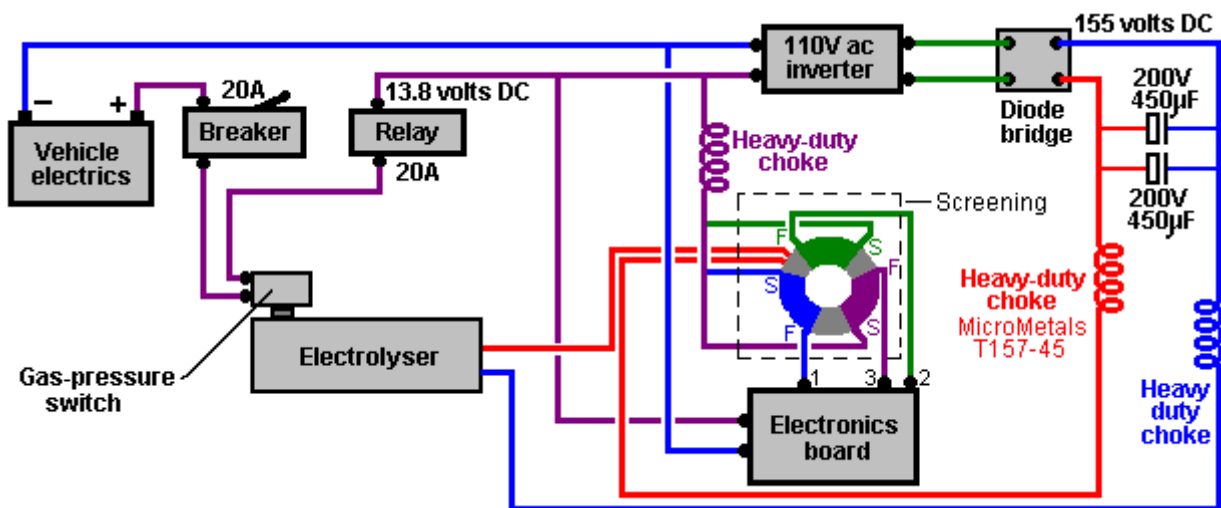 155 volts DC
110V ac
inverter
200V
450µF
Diode
bridge
200V
450µF
−
+
20A
Breaker
13.8 volts DC
Relay
20A
Vehicle
electrics
Heavy-duty
choke
Screening
F
S
F
S
F
S
Heavy-duty
choke
MicroMetals
T157-45
Electrolyser
Gas-pressure
switch
1
3
2
Electronics
board
Heavy
duty
choke